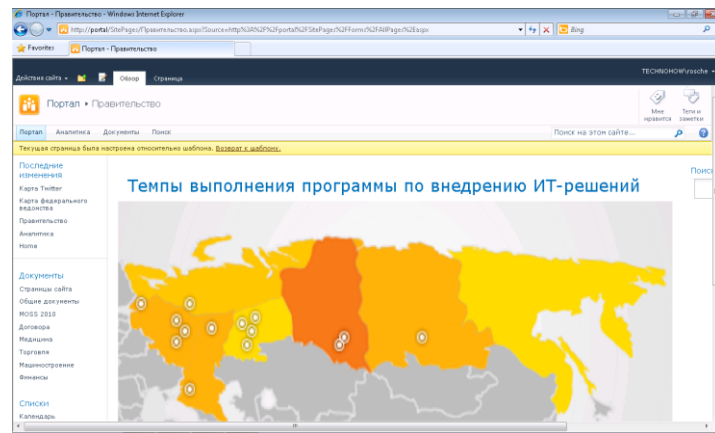 Портал - Правительство - Windows Internet Explorer
Bing
Favorites
Портал - Правительство
TECHNOHOW\rosche
Действия сайта
Обзор
Страница
Портал ▸ Правительство
Мне нравится
Теги и заметки
Портал
Аналитика
Документы
Поиск
Поиск на этом сайте...
Текущая страница была настроена относительно шаблона. Возврат к шаблону.
Последние
изменения
Поиск
Темпы выполнения программы по внедрению ИТ-решений
Карта Twitter
Карта федерального
ведомства
Правительство
Аналитика
Home
Документы
Страницы сайта
Общие документы
MOSS 2010
Договора
Медицина
Торговля
Машиностроение
Финансы
Списки
Календарь